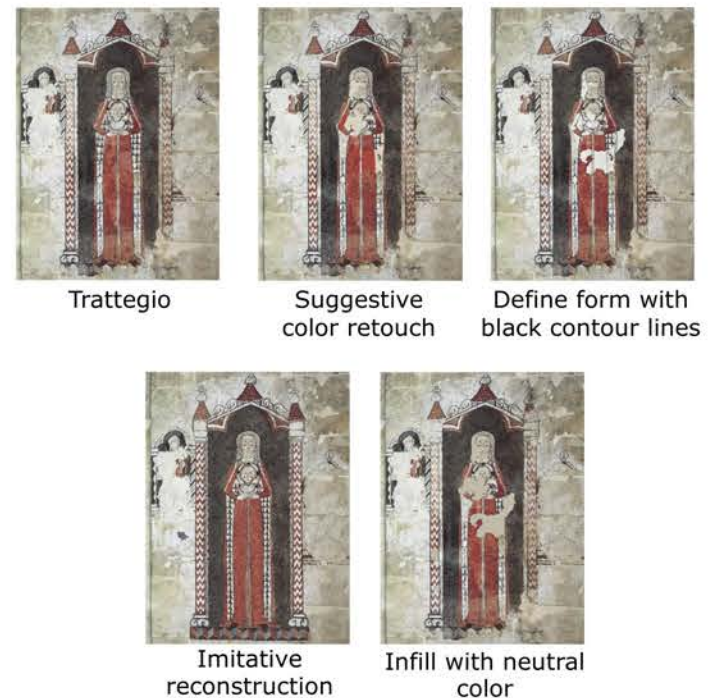 Trattegio
Suggestive
color retouch
Define form with
black contour lines
Imitative
reconstruction
Infill with neutral
color